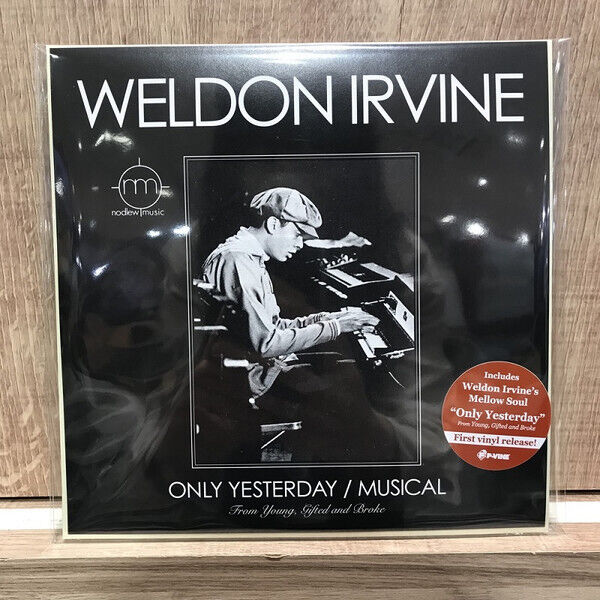 WELDON IRVINE
rm
nodlew music
Includes
Weldon Irvine's
Mellow Soul
"Only Yesterday"
From Young, Gifted and Broke
First vinyl release!
P-VINE
ONLY YESTERDAY / MUSICAL
From Young, Gifted and Broke